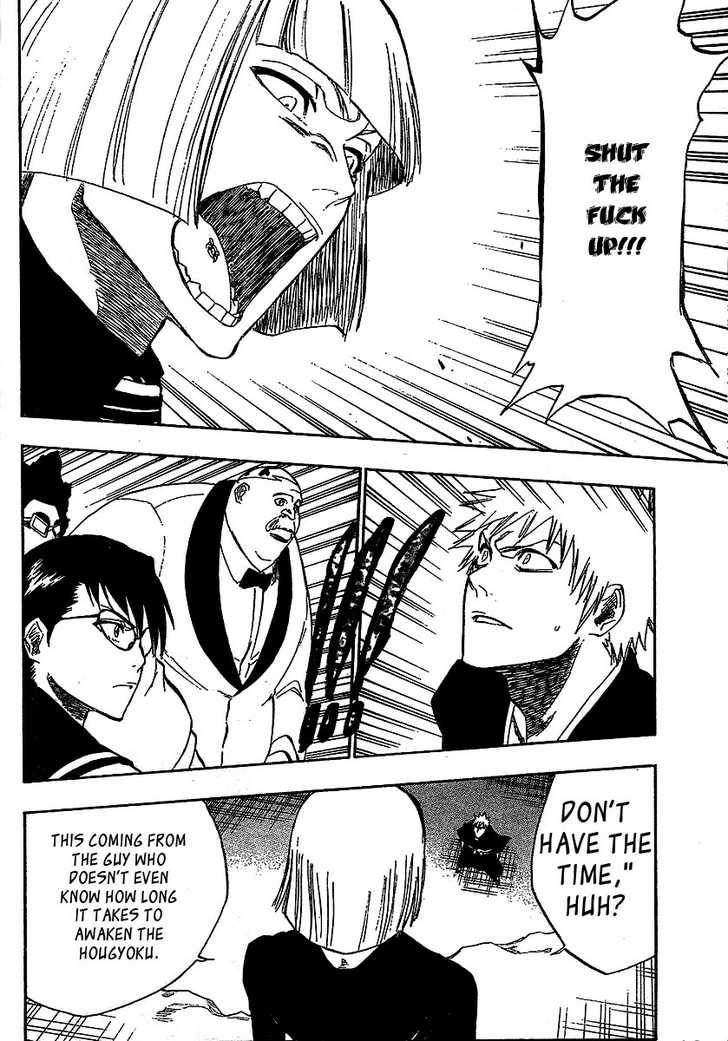 SHUT
THE
FUCK
UP!!!
!!!
DON'T
HAVE THE
TIME,"
HUH?
THIS COMING FROM
THE GUY WHO
DOESN'T EVEN
KNOW HOW LONG
IT TAKES TO
AWAKEN THE
HOUGYOKU.